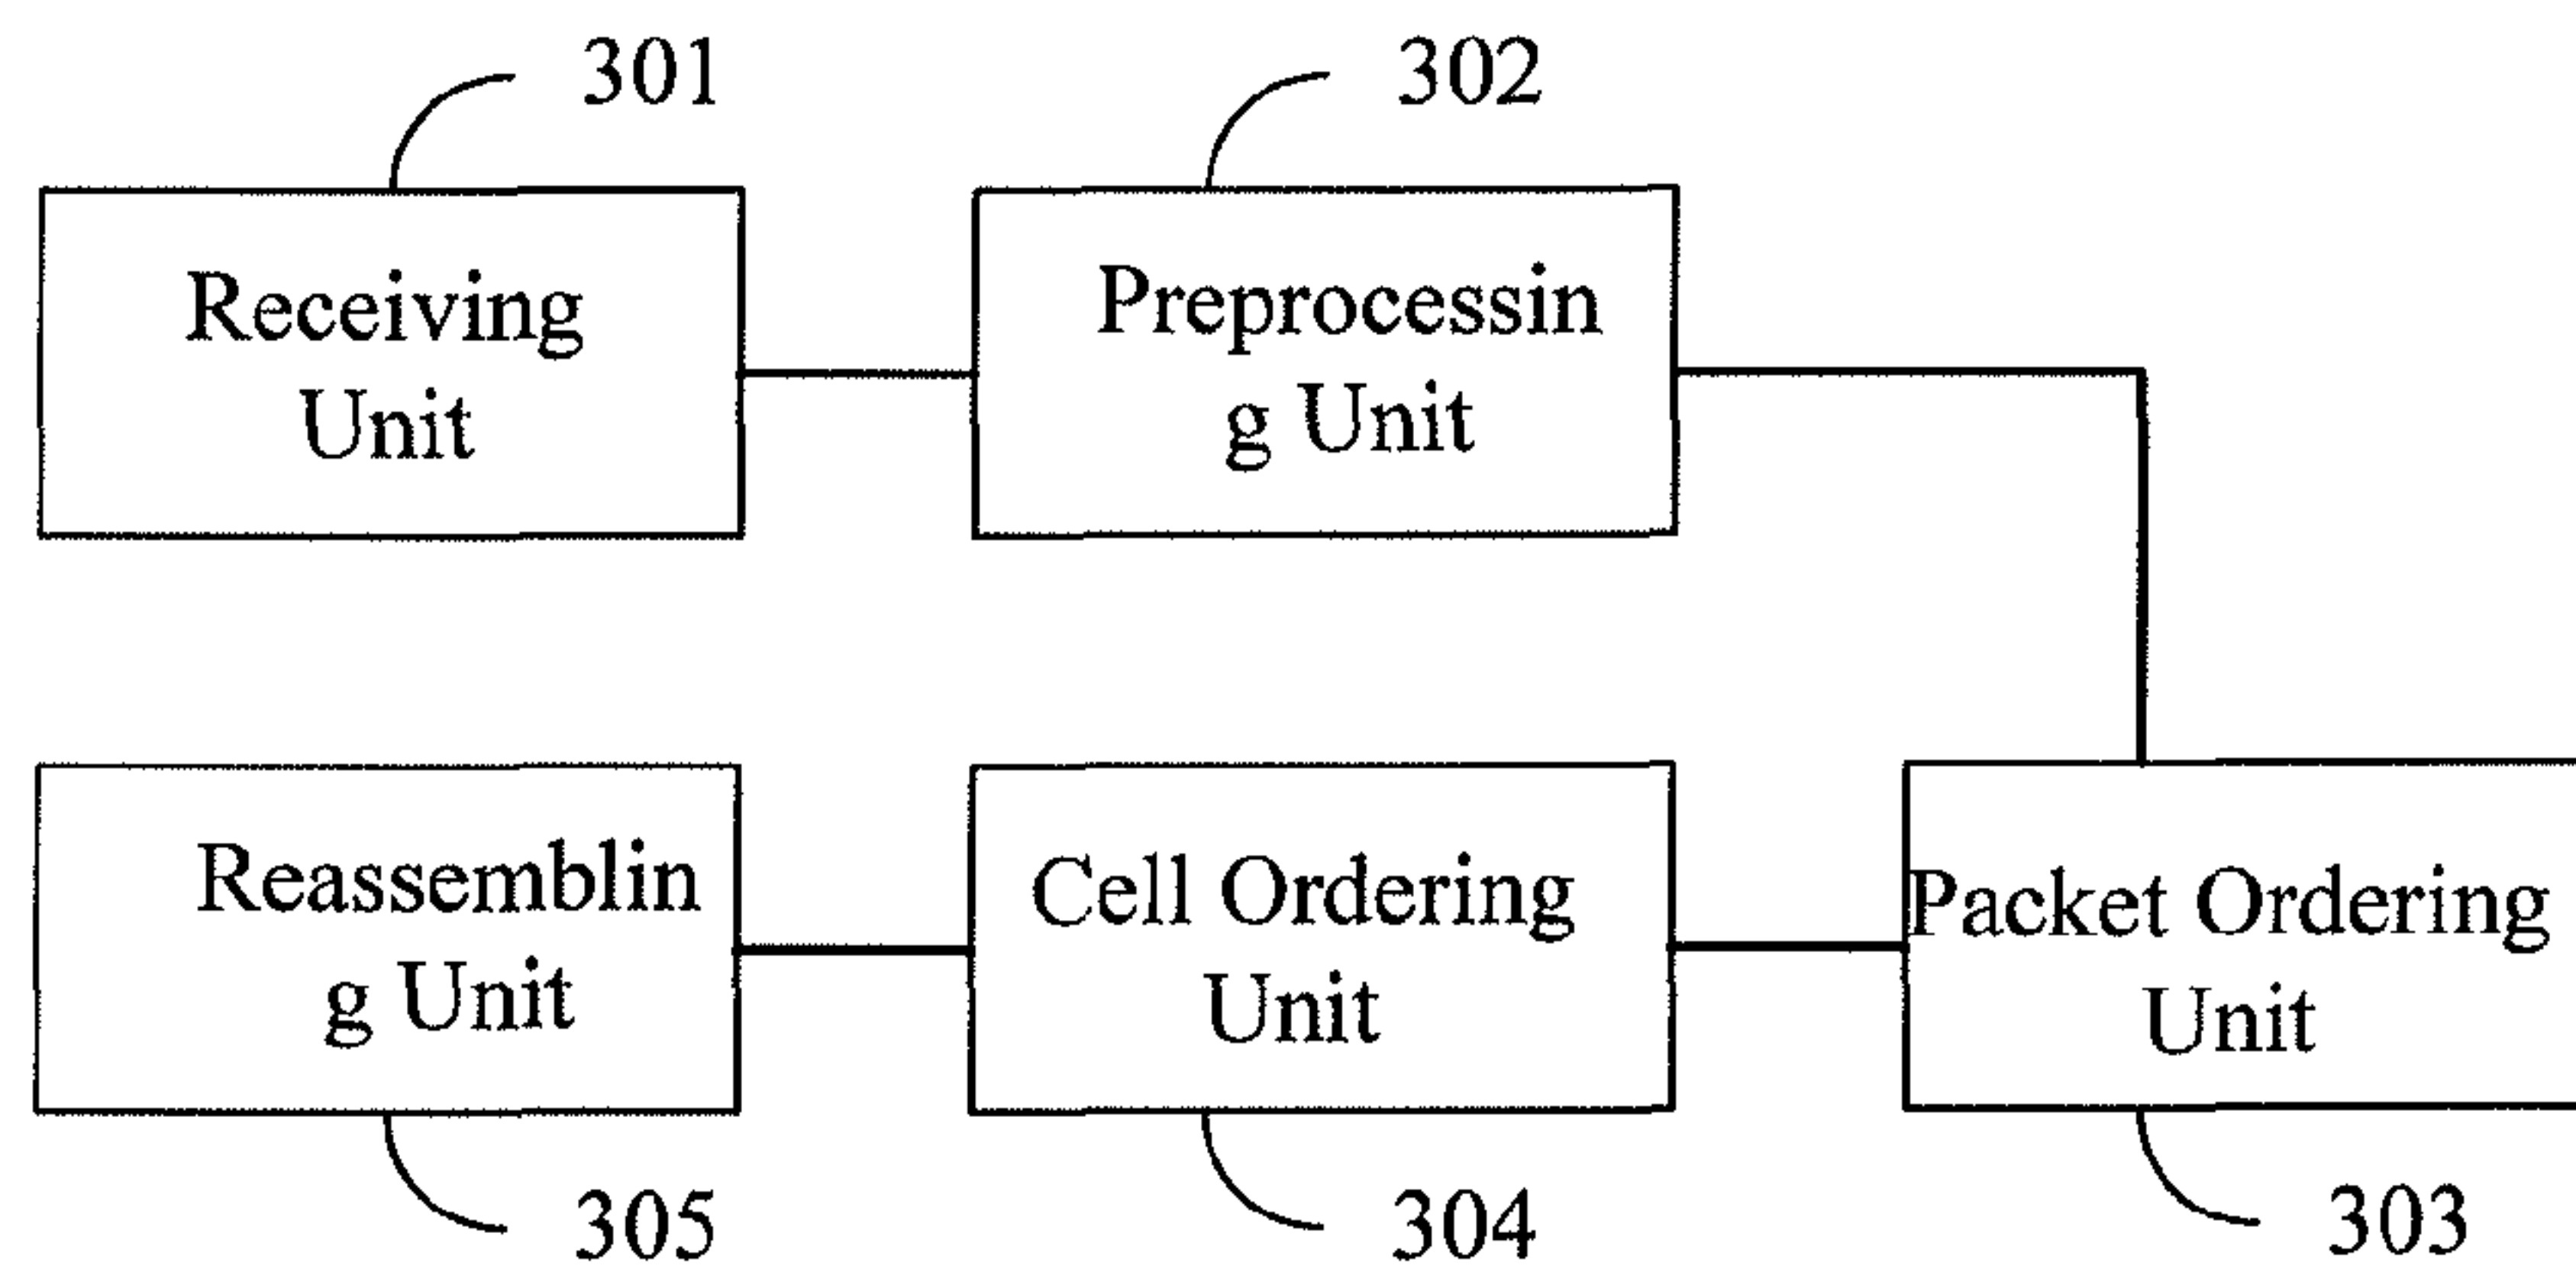 301
302
Receiving
Unit
Preprocessin
g Unit
Reassemblin
g Unit
Cell Ordering
Unit
Packet Ordering
Unit
305
304
303